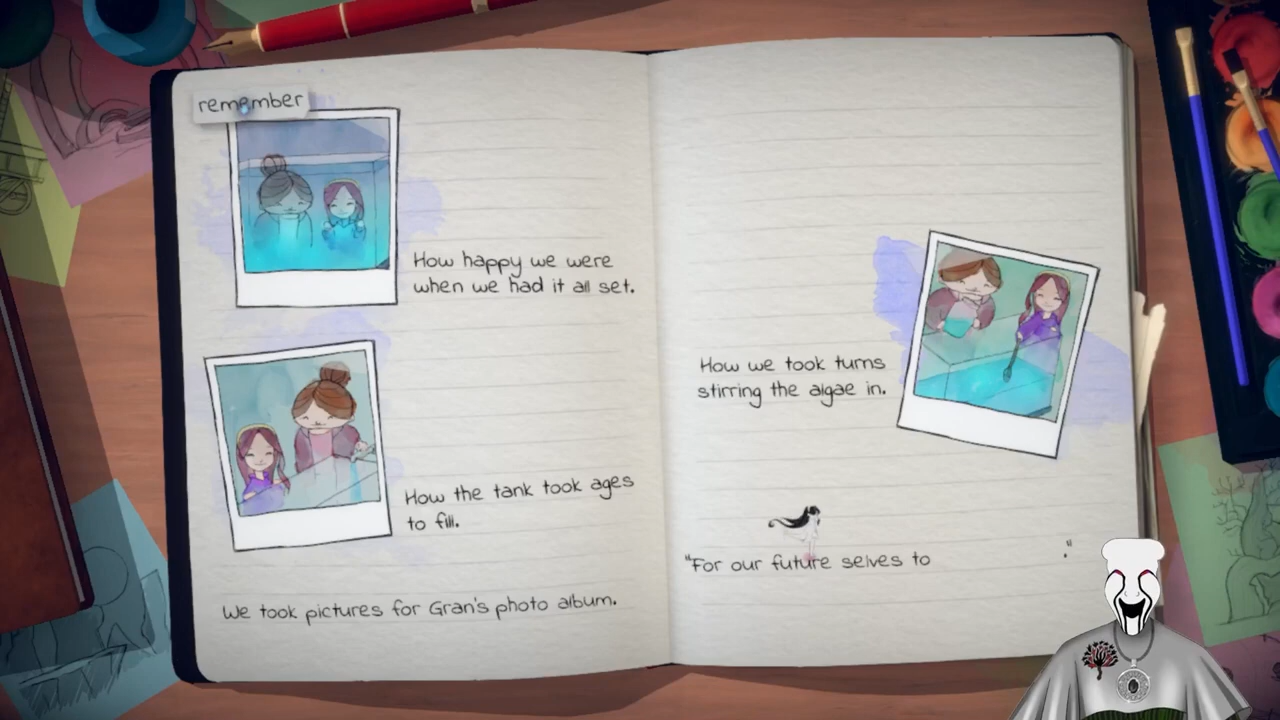 remember
How happy we were
when we had it all set.
How the tank took ages
to fill.
We took pictures for Gran's photo album.
How we took turns
stirring the algae in.
"For our future selves to ."